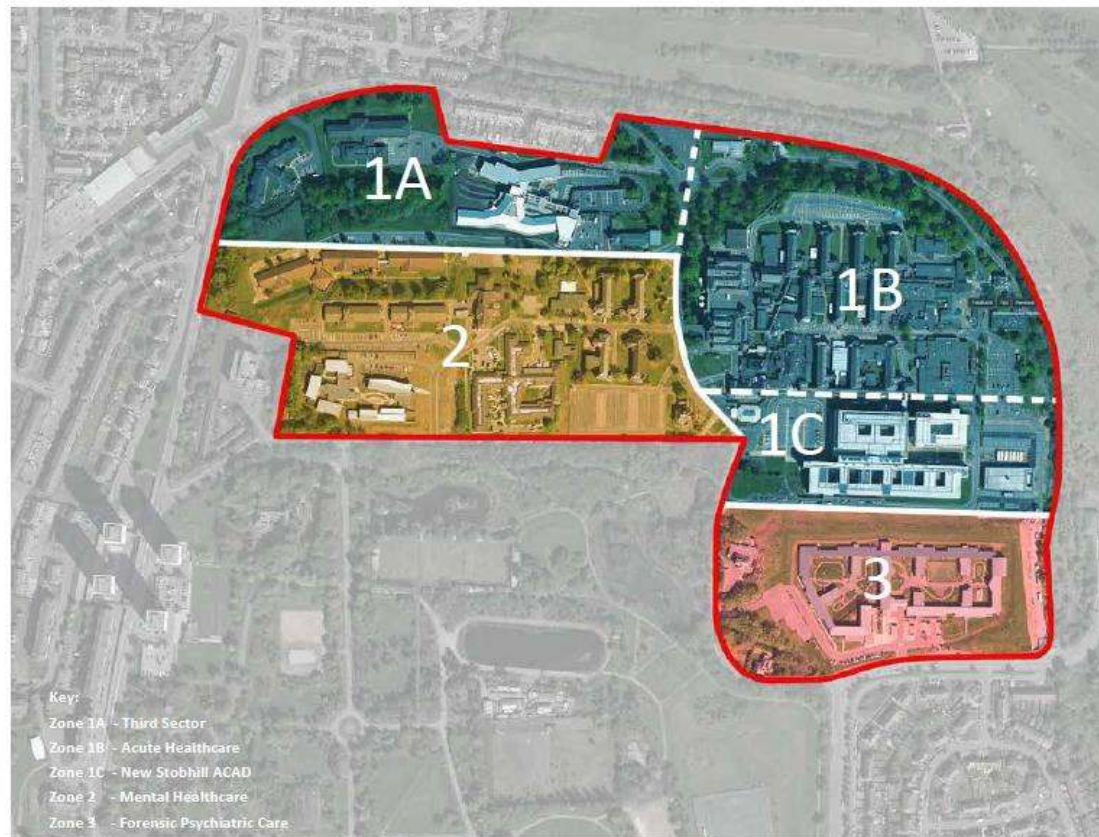 1A
1B
2
1C
3
Key:
Zone 1A - Third Sector
Zone 1B - Acute Healthcare
Zone 1C - New Stobhill ACAD
Zone 2 - Mental Healthcare
Zone 3 - Forensic Psychiatric Care